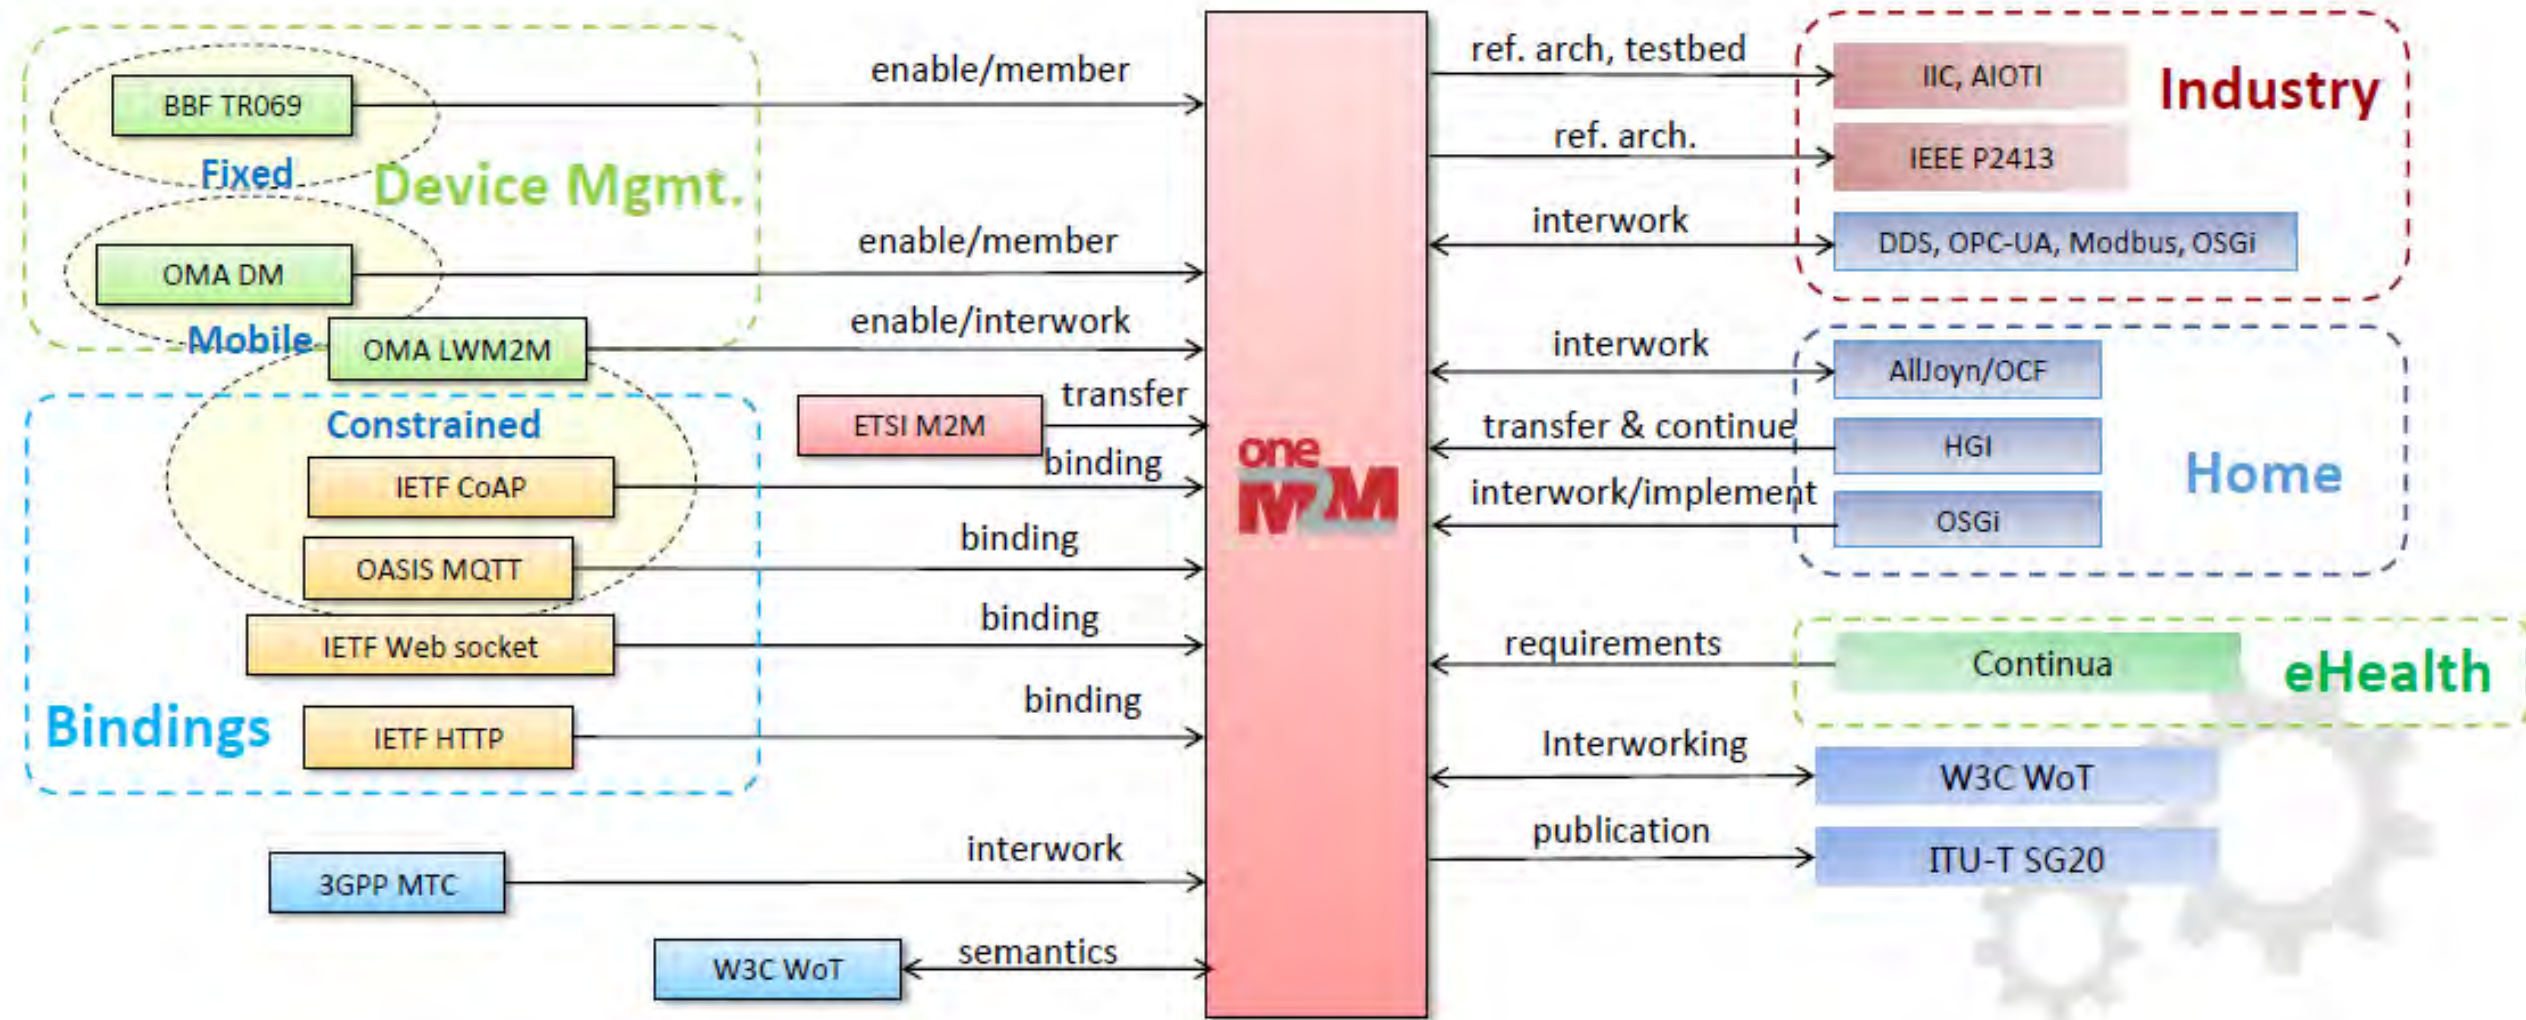 BBF TR069
Fixed
Device Mgmt.
OMA DM
Mobile
OMA LWM2M
enable/member
enable/member
enable/interwork
ETSI M2M
transfer
Constrained
IETF CoAP
binding
OASIS MQTT
binding
IETF Web socket
binding
Bindings
IETF HTTP
binding
3GPP MTC
interwork
W3C WoT
semantics
one
M2M
ref. arch, testbed
IIC, AIOTI
Industry
ref. arch.
IEEE P2413
interwork
DDS, OPC-UA, Modbus, OSGi
interwork
AllJoyn/OCF
transfer & continue
HGI
Home
interwork/implement
OSGi
requirements
Continua
eHealth
Interworking
W3C WoT
publication
ITU-T SG20